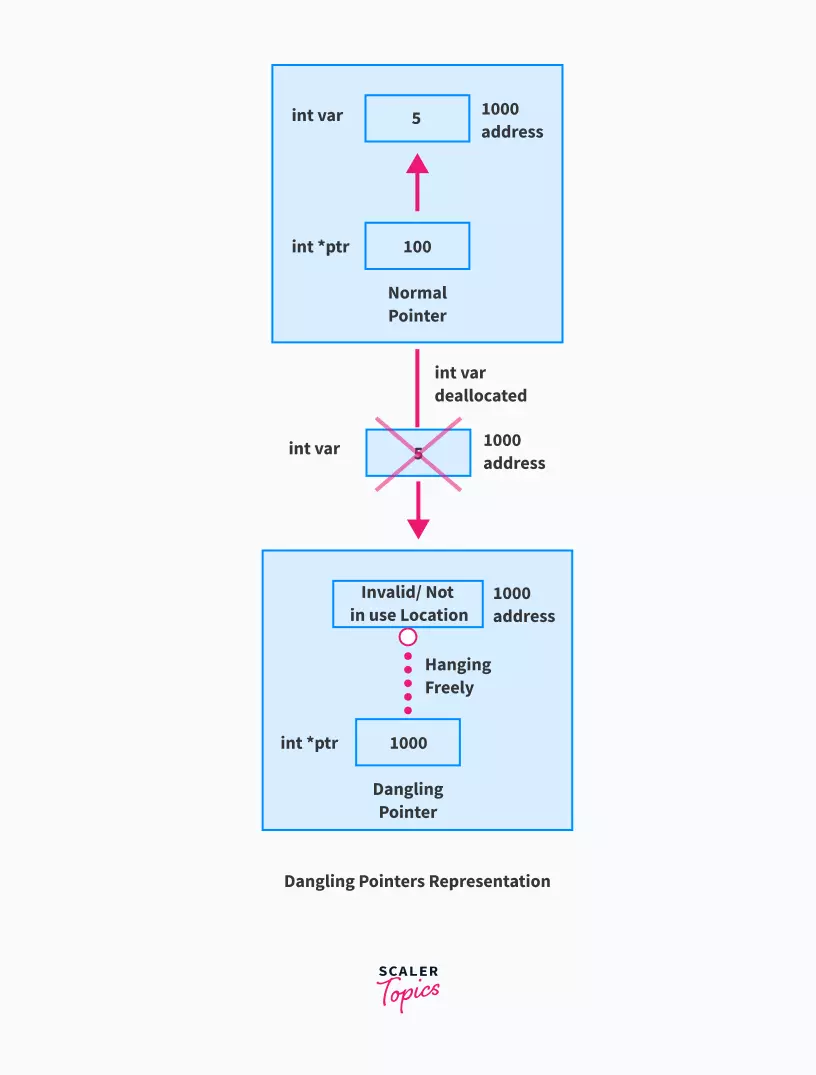 int var
5
1000
address
int *ptr
100
Normal
Pointer
int var
deallocated
int var
5
1000
address
Invalid/ Not
in use Location
1000
address
Hanging
Freely
int *ptr
1000
Dangling
Pointer
Dangling Pointers Representation
SCALER
Topics